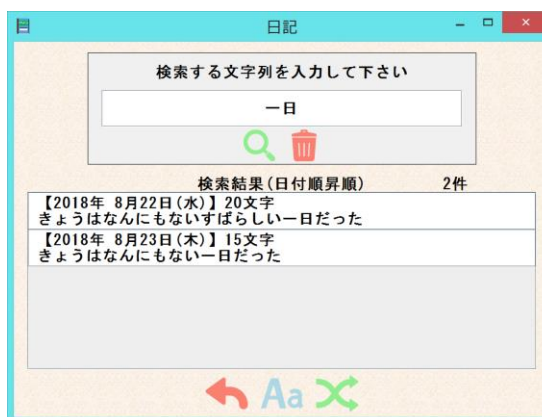 日記
検索する文字列を入力して下さい
一日
検索結果(日付順昇順) 2件
【2018年 8月22日(水)】20文字
きょうはなんにもないすばらしい一日だった
【2018年 8月23日(木)】15文字
きょうはなんにもない一日だった
Aa